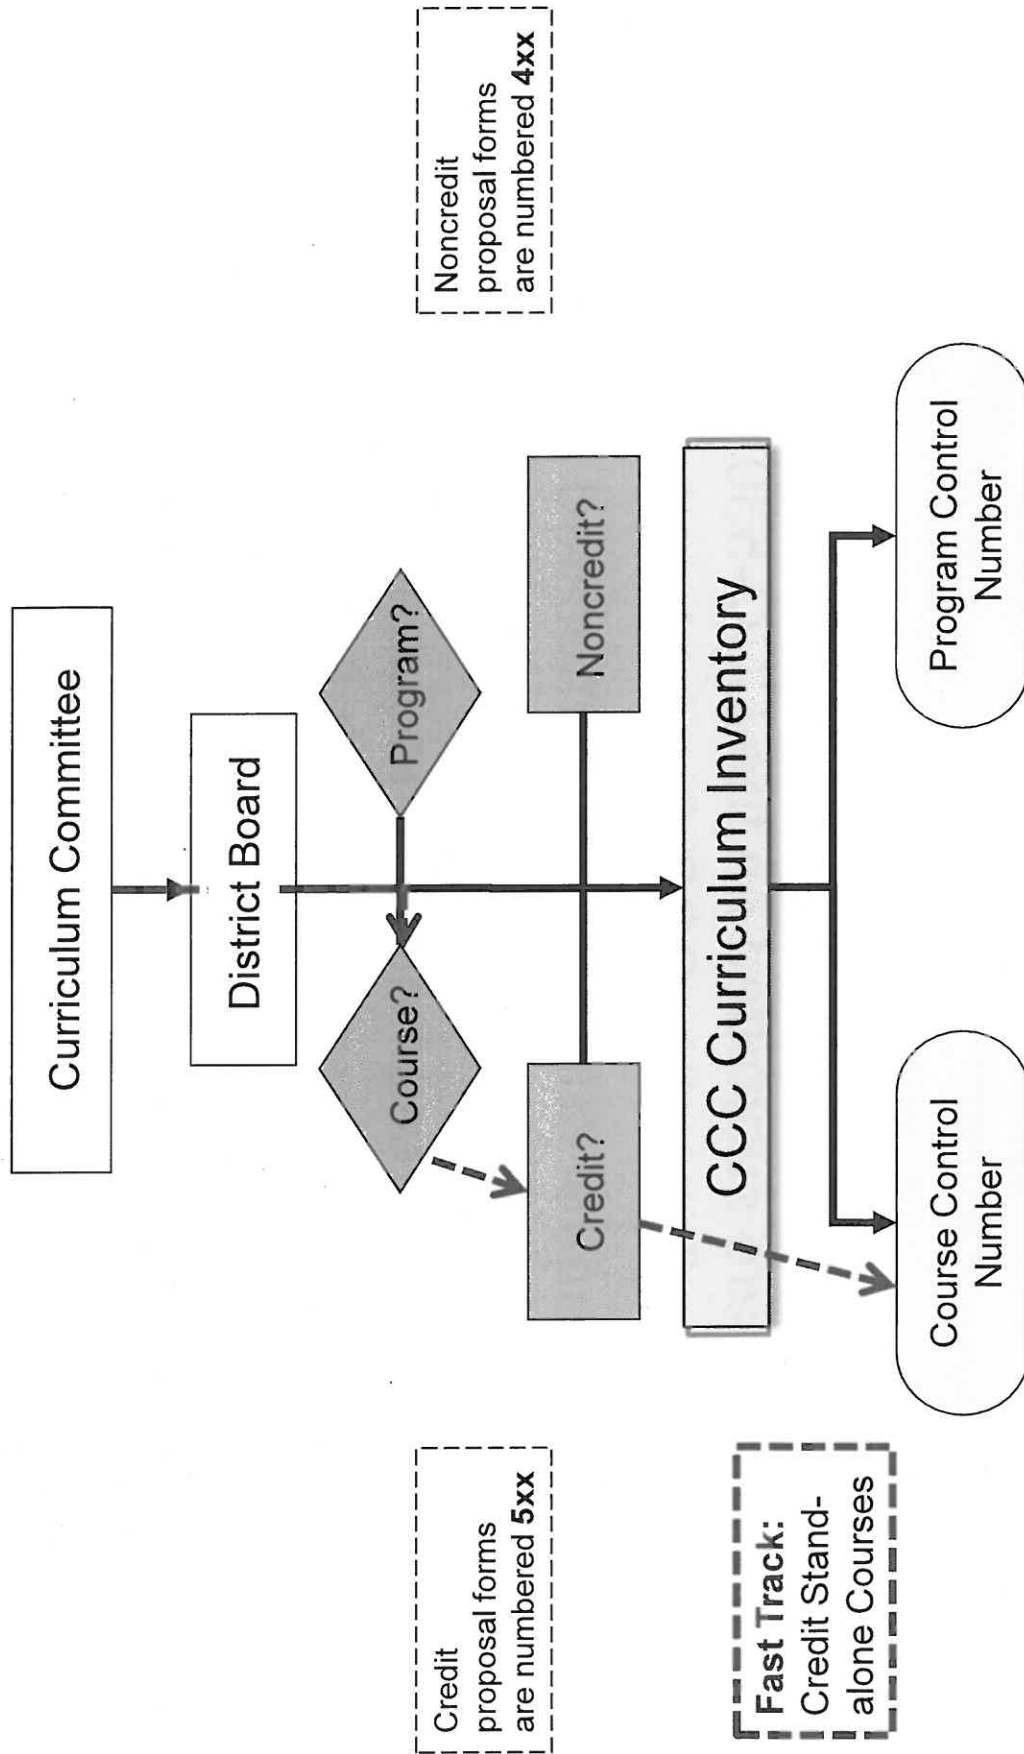 Curriculum Committee
District Board
Course?
Program?
Credit
proposal forms
are numbered 5xx
Noncredit
proposal forms
are numbered 4xx
Credit?
Noncredit?
CCC Curriculum Inventory
Fast Track:
Credit Stand-
alone Courses
Course Control
Number
Program Control
Number